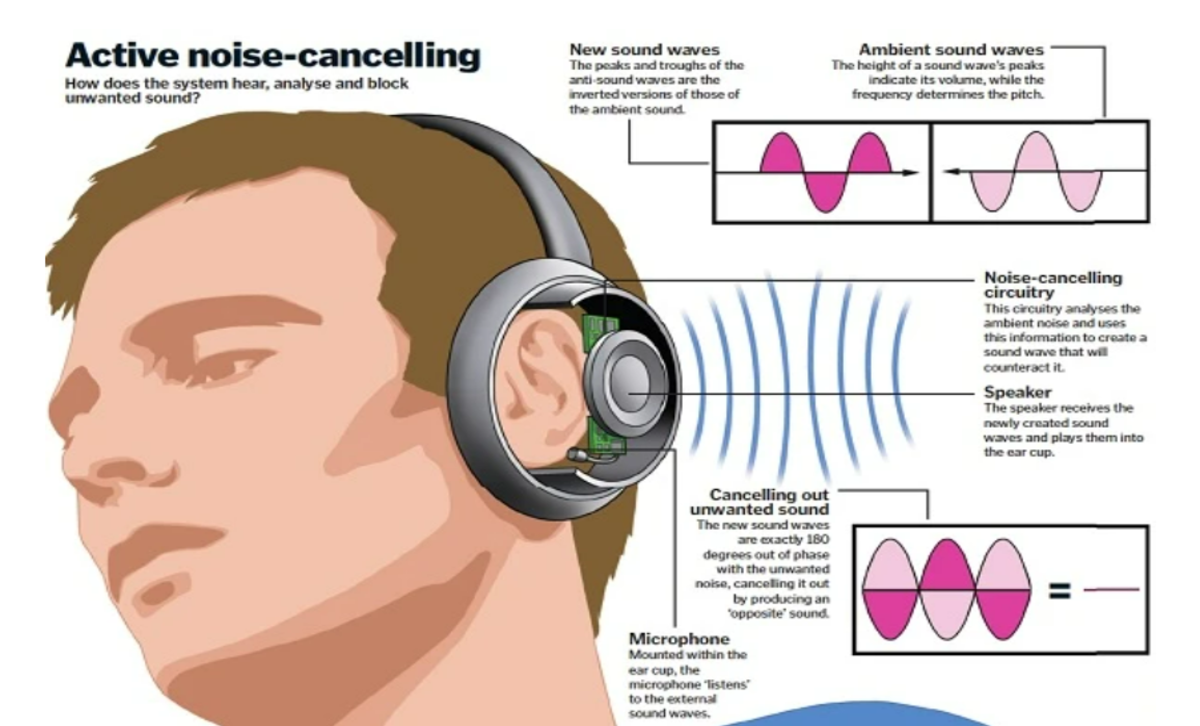 Active noise-cancelling
How does the system hear, analyse and block
unwanted sound?
New sound waves
The peaks and troughs of the
anti-sound waves are the
inverted versions of those of
the ambient sound.
Ambient sound waves
The height of a sound wave's peaks
indicate its volume, while the
frequency determines the pitch.
Noise-cancelling
circuitry
This circuitry analyses the
ambient noise and uses
this information to create a
sound wave that will
counteract it.
Speaker
The speaker receives the
newly created sound
waves and plays them into
the ear cup.
Cancelling out
unwanted sound
The new sound waves
are exactly 180
degrees out of phase
with the unwanted
noise, cancelling it out
by producing an
'opposite' sound.
=
Microphone
Mounted within the
ear cup, the
microphone 'listens'
to the external
sound waves.